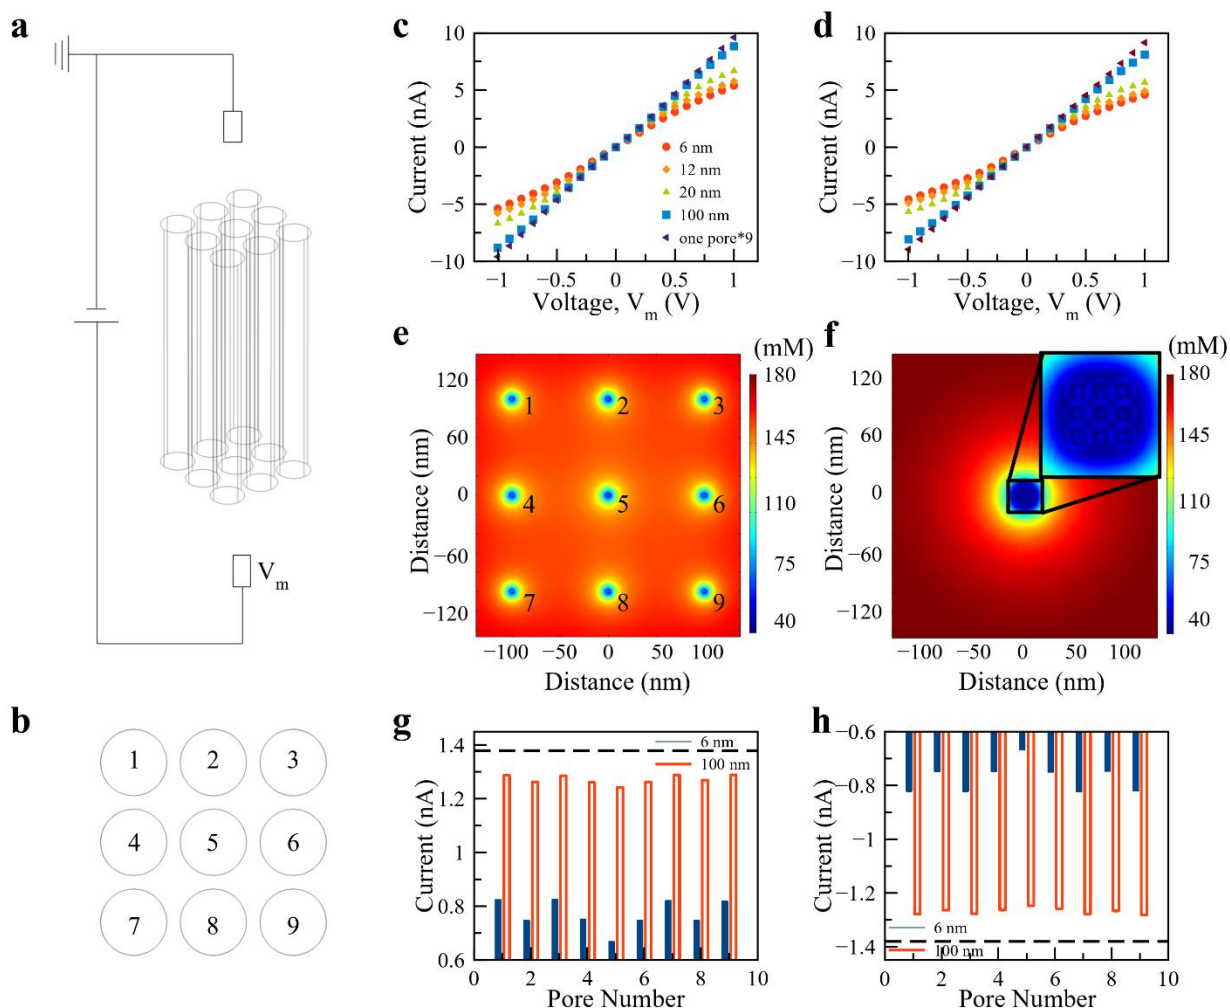 a
V_m
b
1 2 3
4 5 6
7 8 9
c
10
5
0
−5
−10
Current (nA)
6 nm
12 nm
20 nm
100 nm
one pore*9
−1 −0.5 0 0.5 1
Voltage, V_m (V)
d
10
5
0
−5
−10
Current (nA)
−1 −0.5 0 0.5 1
Voltage, V_m (V)
e
(mM)
180
145
110
75
40
120
60
0
−60
−120
Distance (nm)
1 2 3
4 5 6
7 8 9
−100 −50 0 50 100
Distance (nm)
f
(mM)
180
145
110
75
40
120
60
0
−60
−120
Distance (nm)
−100 −50 0 50 100
Distance (nm)
g
1.4
1.2
1
0.8
0.6
Current (nA)
6 nm
100 nm
0 2 4 6 8 10
Pore Number
h
−0.6
−0.8
−1
−1.2
−1.4
Current (nA)
6 nm
100 nm
0 2 4 6 8 10
Pore Number